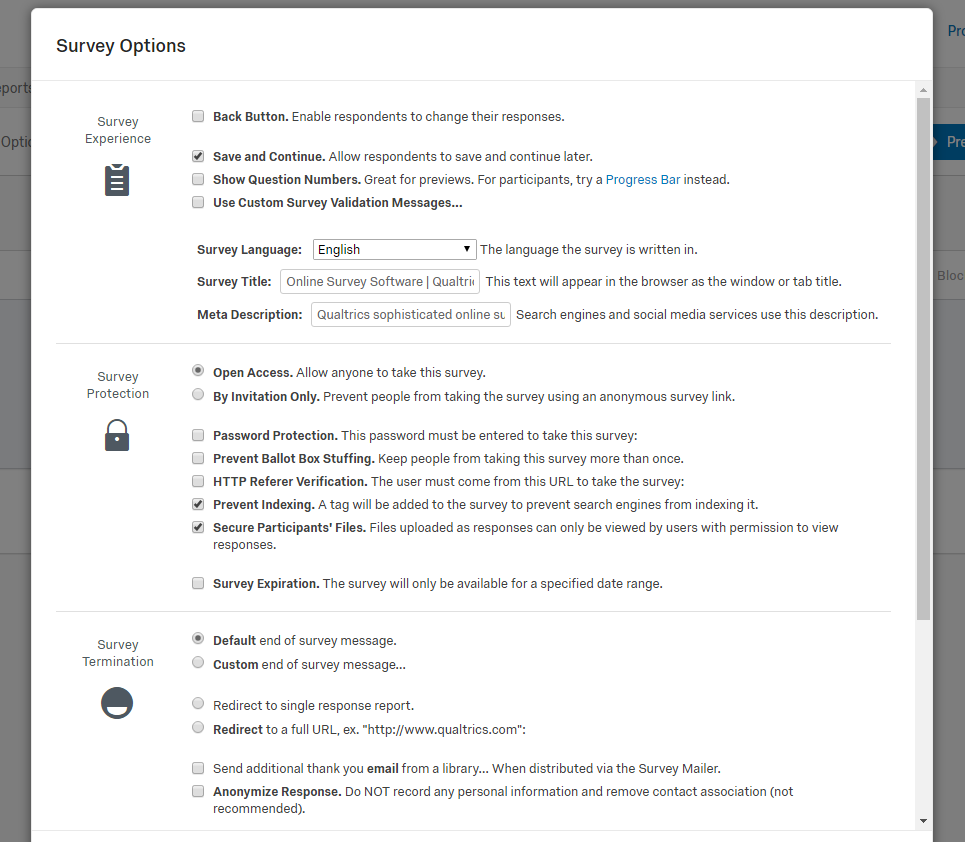 Survey Options
Pro
eports
Optic
Pre
Bloc
Survey
Experience
Back Button. Enable respondents to change their responses.
Save and Continue. Allow respondents to save and continue later.
Show Question Numbers. Great for previews. For participants, try a Progress Bar instead.
Use Custom Survey Validation Messages...
Survey Language: English The language the survey is written in.
Survey Title: Online Survey Software | Qualtric This text will appear in the browser as the window or tab title.
Meta Description: Qualtrics sophisticated online su Search engines and social media services use this description.
Survey
Protection
Open Access. Allow anyone to take this survey.
By Invitation Only. Prevent people from taking the survey using an anonymous survey link.
Password Protection. This password must be entered to take this survey:
Prevent Ballot Box Stuffing. Keep people from taking this survey more than once.
HTTP Referer Verification. The user must come from this URL to take the survey:
Prevent Indexing. A tag will be added to the survey to prevent search engines from indexing it.
Secure Participants' Files. Files uploaded as responses can only be viewed by users with permission to view
responses.
Survey Expiration. The survey will only be available for a specified date range.
Survey
Termination
Default end of survey message.
Custom end of survey message...
Redirect to single response report.
Redirect to a full URL, ex. "http://www.qualtrics.com":
Send additional thank you email from a library... When distributed via the Survey Mailer.
Anonymize Response. Do NOT record any personal information and remove contact association (not
recommended).